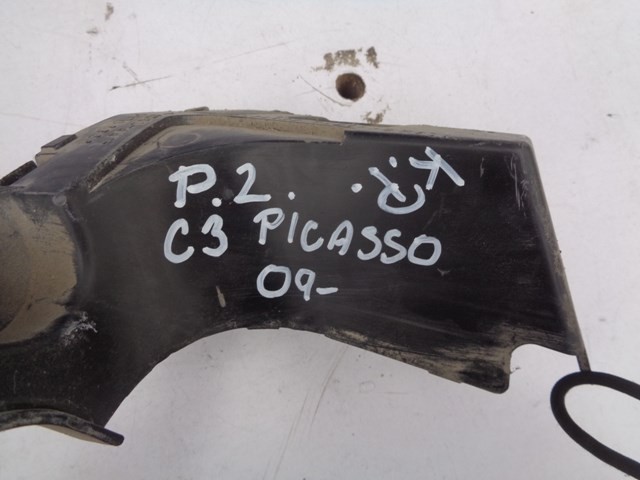 P.2.
K.R.
C3 PICASSO
09-